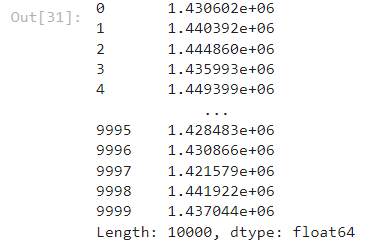 Out[31]: 0 1.430602e+06
1 1.440392e+06
2 1.444860e+06
3 1.435993e+06
4 1.449399e+06
...
9995 1.428483e+06
9996 1.430866e+06
9997 1.421579e+06
9998 1.441922e+06
9999 1.437044e+06
Length: 10000, dtype: float64